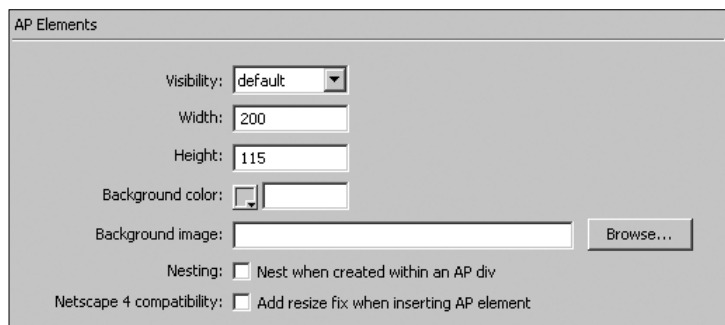 AP Elements
Visibility: default
Width: 200
Height: 115
Background color:
Background image: Browse...
Nesting: Nest when created within an AP div
Netscape 4 compatibility: Add resize fix when inserting AP element